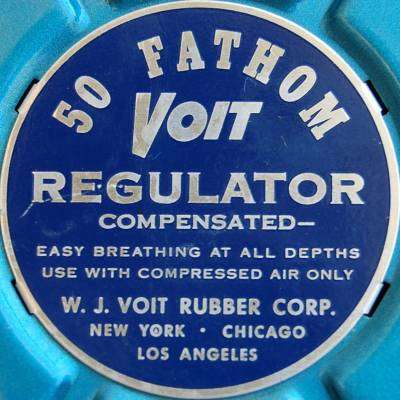 50 FATHOM
VOIT
REGULATOR
COMPENSATED—
EASY BREATHING AT ALL DEPTHS
USE WITH COMPRESSED AIR ONLY
W. J. VOIT RUBBER CORP.
NEW YORK · CHICAGO
LOS ANGELES